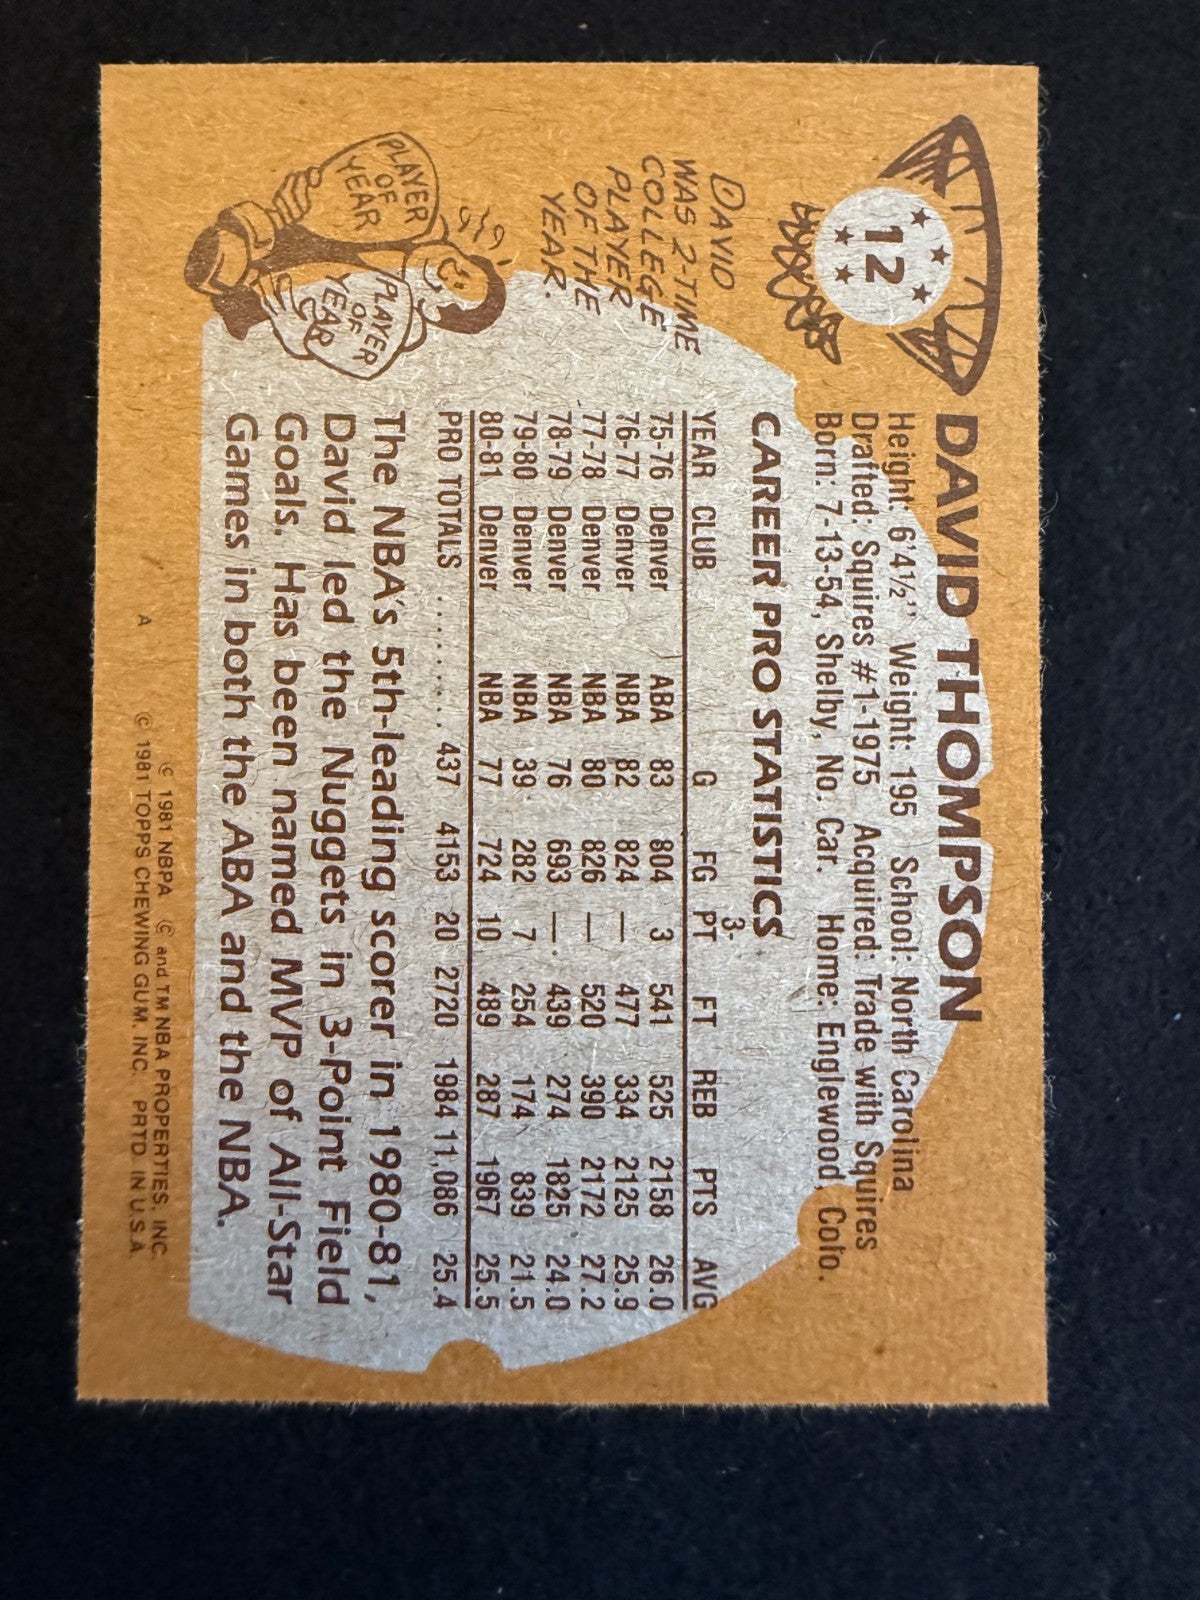 12
DAVID THOMPSON
Height: 6'4½" Weight: 195 School: North Carolina
Drafted: Squires #1-1975 Acquired: Trade with Squires
Born: 7-13-54, Shelby, No. Car. Home: Englewood, Colo.
DAVID
WAS 2-TIME
COLLEGE
PLAYER
OF THE
YEAR.
PLAYER
OF
YEAR
PLAYER
OF
YEAR
CAREER PRO STATISTICS
YEAR CLUB G FG 3-PT FT REB PTS AVG
75-76 Denver ABA 83 804 3 541 525 2158 26.0
76-77 Denver NBA 82 824 — 477 334 2125 25.9
77-78 Denver NBA 80 826 — 520 390 2172 27.2
78-79 Denver NBA 76 693 — 439 274 1825 24.0
79-80 Denver NBA 39 282 7 254 174 839 21.5
80-81 Denver NBA 77 724 10 489 287 1967 25.5
PRO TOTALS .......... 437 4153 20 2720 1984 11,086 25.4
The NBA's 5th-leading scorer in 1980-81,
David led the Nuggets in 3-Point Field
Goals. Has been named MVP of All-Star
Games in both the ABA and the NBA.
© 1981 NBPA © and TM NBA PROPERTIES, INC.
A © 1981 TOPPS CHEWING GUM, INC. PRTD. IN U.S.A.